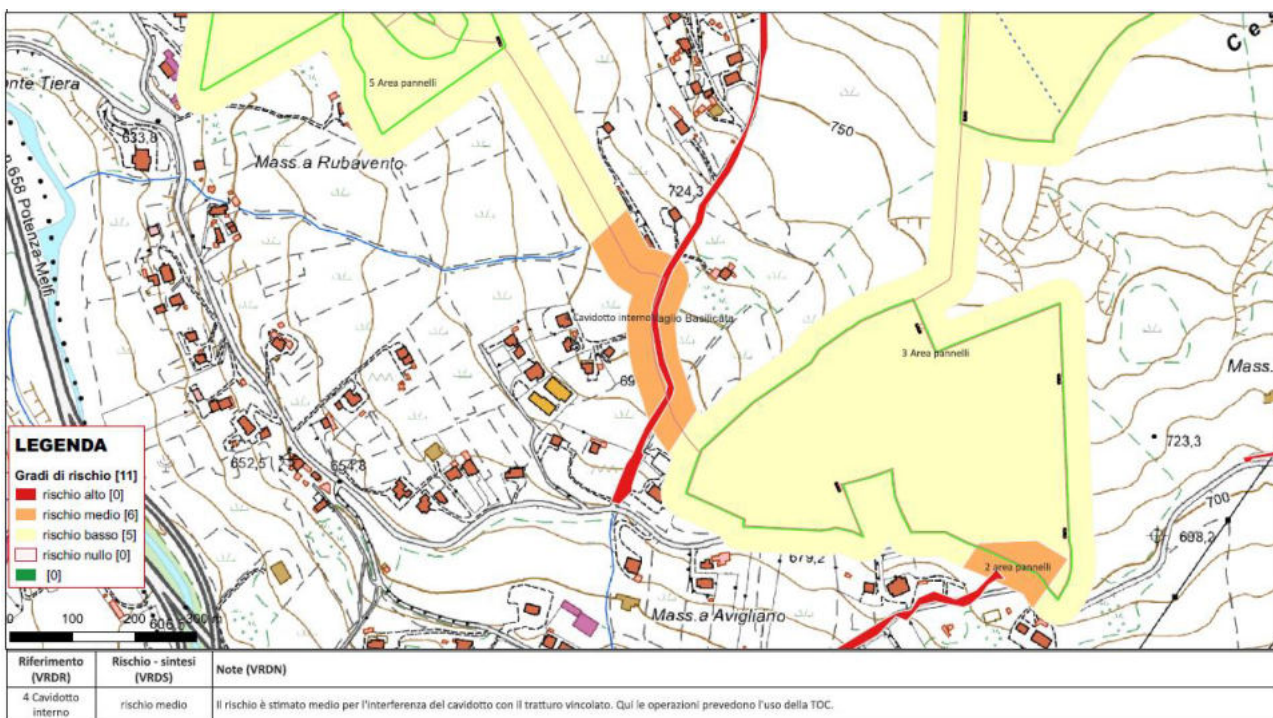 C e
5 Area pannelli
nte Tiera
633,8
Mass.a Rubavento
750
724,3
n 658 Potenza-Melfi
Cavidotto interno
Vaglio Basilicata
3 Area pannelli
69
Mass.
LEGENDA
Gradi di rischio [11]
rischio alto [0]
rischio medio [6]
rischio basso [5]
rischio nullo [0]
[0]
652,5
654,8
723,3
700
698,2
679,2
2 area pannelli
Mass.a Avigliano
0 100 200 300 m
606,
Riferimento (VRDR) Rischio - sintesi (VRDS) Note (VRDN)
4 Cavidotto interno rischio medio Il rischio è stimato medio per l'interferenza del cavidotto con il tratturo vincolato. Qui le operazioni prevedono l'uso della TOC.